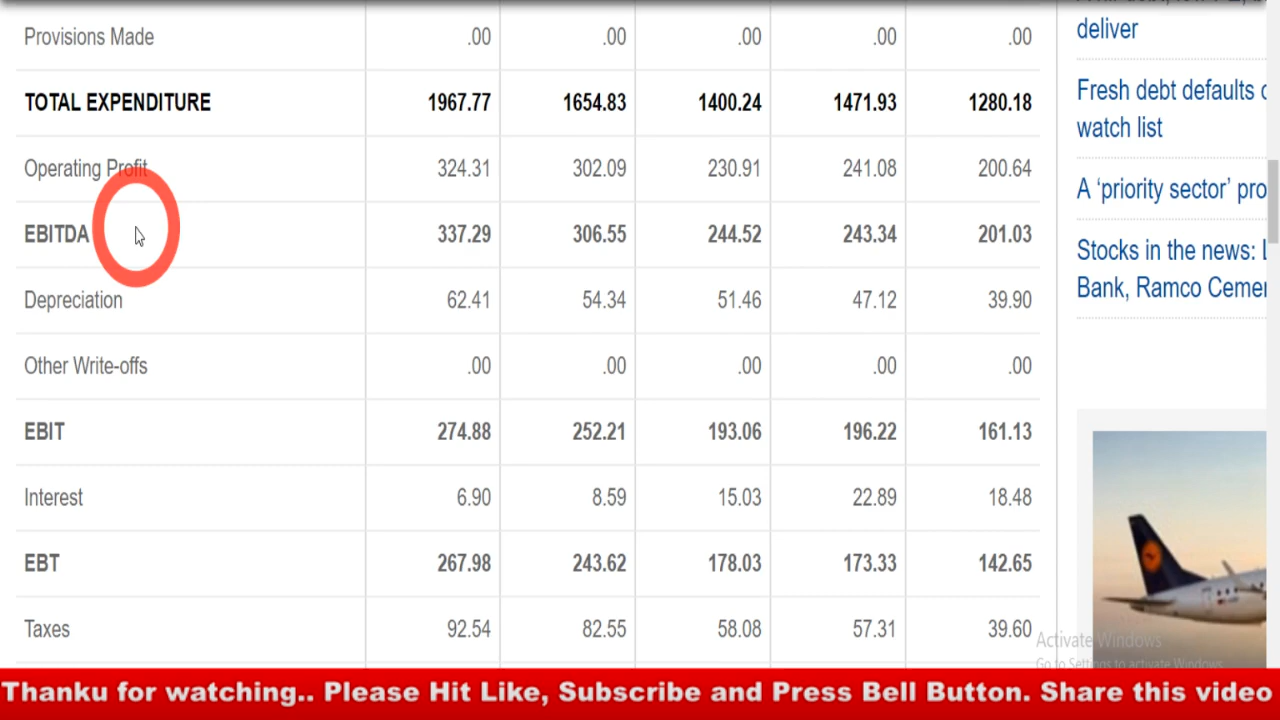 Provisions Made .00 .00 .00 .00 .00
TOTAL EXPENDITURE 1967.77 1654.83 1400.24 1471.93 1280.18
Operating Profit 324.31 302.09 230.91 241.08 200.64
EBITDA 337.29 306.55 244.52 243.34 201.03
Depreciation 62.41 54.34 51.46 47.12 39.90
Other Write-offs .00 .00 .00 .00 .00
EBIT 274.88 252.21 193.06 196.22 161.13
Interest 6.90 8.59 15.03 22.89 18.48
EBT 267.98 243.62 178.03 173.33 142.65
Taxes 92.54 82.55 58.08 57.31 39.60
deliver
Fresh debt defaults
watch list
A ‘priority sector’ pro
Stocks in the news: L
Bank, Ramco Cemen
Activate Windows
Go to Settings to activate Windows.
Thanku for watching.. Please Hit Like, Subscribe and Press Bell Button. Share this video